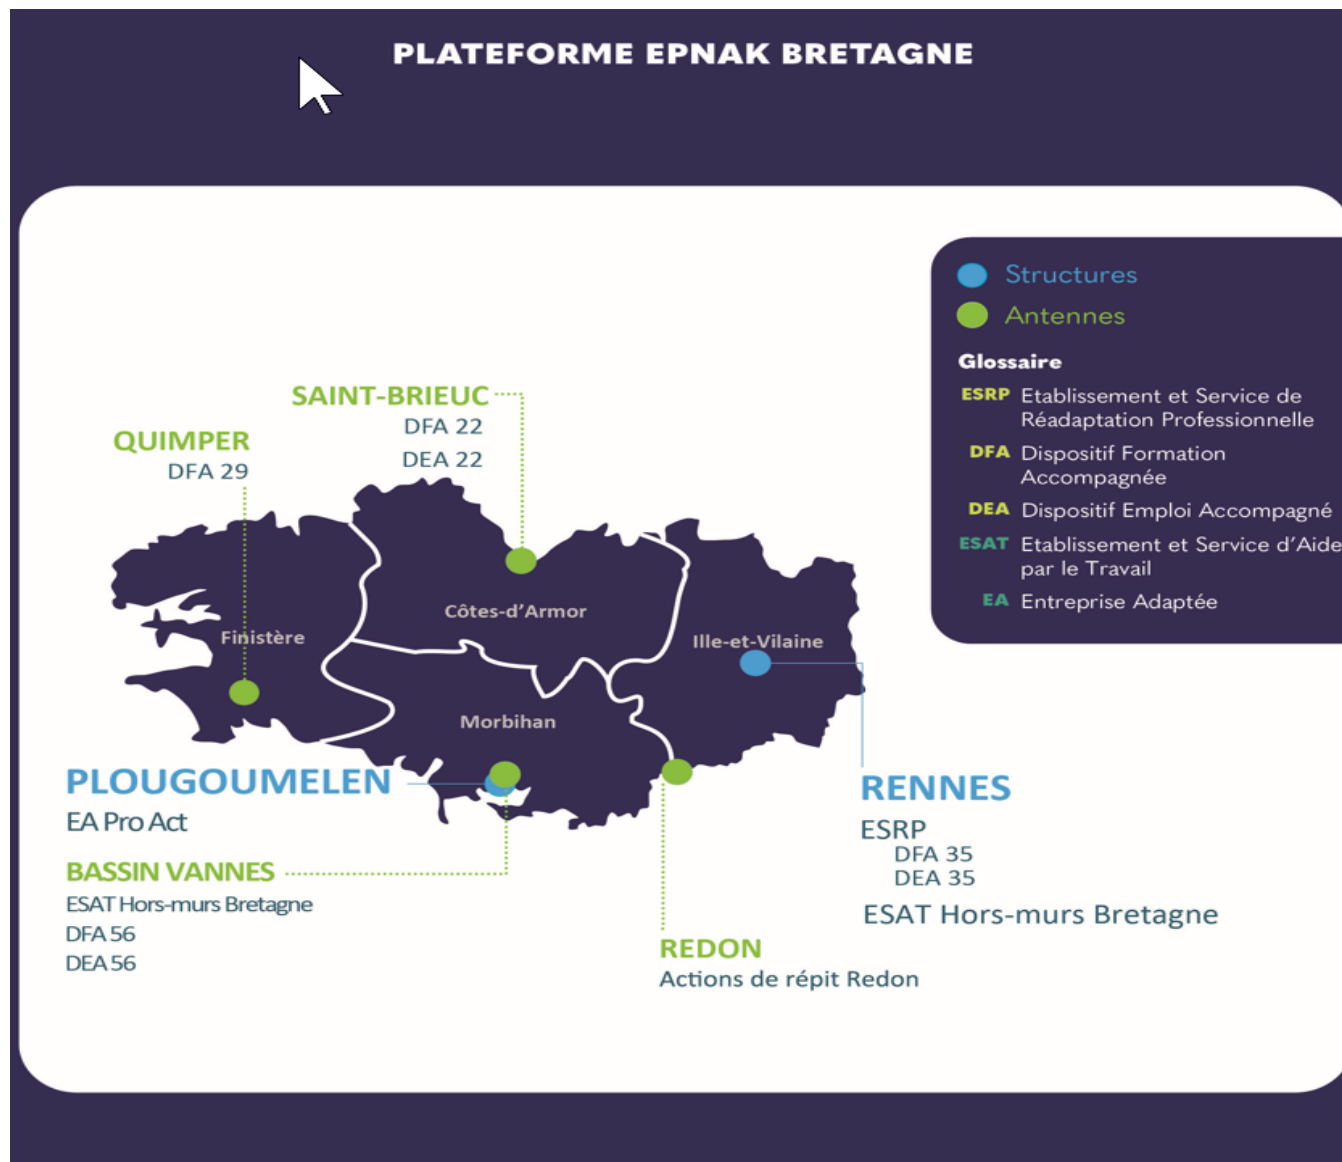 PLATEFORME EPNAK BRETAGNE
Structures
Antennes
Glossaire
ESRP Etablissement et Service de
Réadaptation Professionnelle
DFA Dispositif Formation
Accompagnée
DEA Dispositif Emploi Accompagné
ESAT Etablissement et Service d'Aide
par le Travail
EA Entreprise Adaptée
SAINT-BRIEUC
DFA 22
DEA 22
QUIMPER
DFA 29
Finistère
Côtes-d'Armor
Ille-et-Vilaine
Morbihan
PLOUGOUMELEN
EA Pro Act
BASSIN VANNES
ESAT Hors-murs Bretagne
DFA 56
DEA 56
RENNES
ESRP
DFA 35
DEA 35
ESAT Hors-murs Bretagne
REDON
Actions de répit Redon